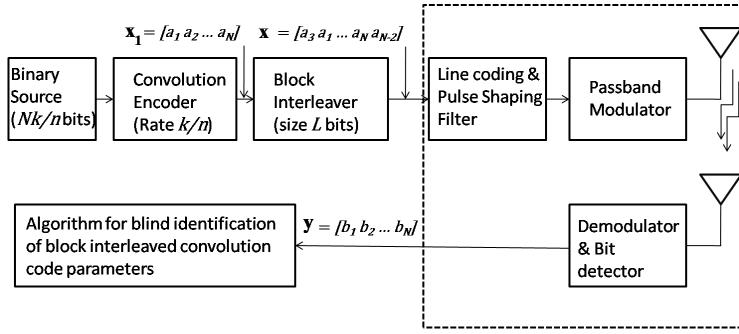 x₁ = [a₁ a₂ ... a_N]
x = [a₃ a₁ ... a_N a_N-2]
Binary
Source
(Nk/n bits)
Convolution
Encoder
(Rate k/n)
Block
Interleaver
(size L bits)
Line coding &
Pulse Shaping
Filter
Passband
Modulator
Algorithm for blind identification
of block interleaved convolution
code parameters
y = [b₁ b₂ ... b_N]
Demodulator
& Bit
detector